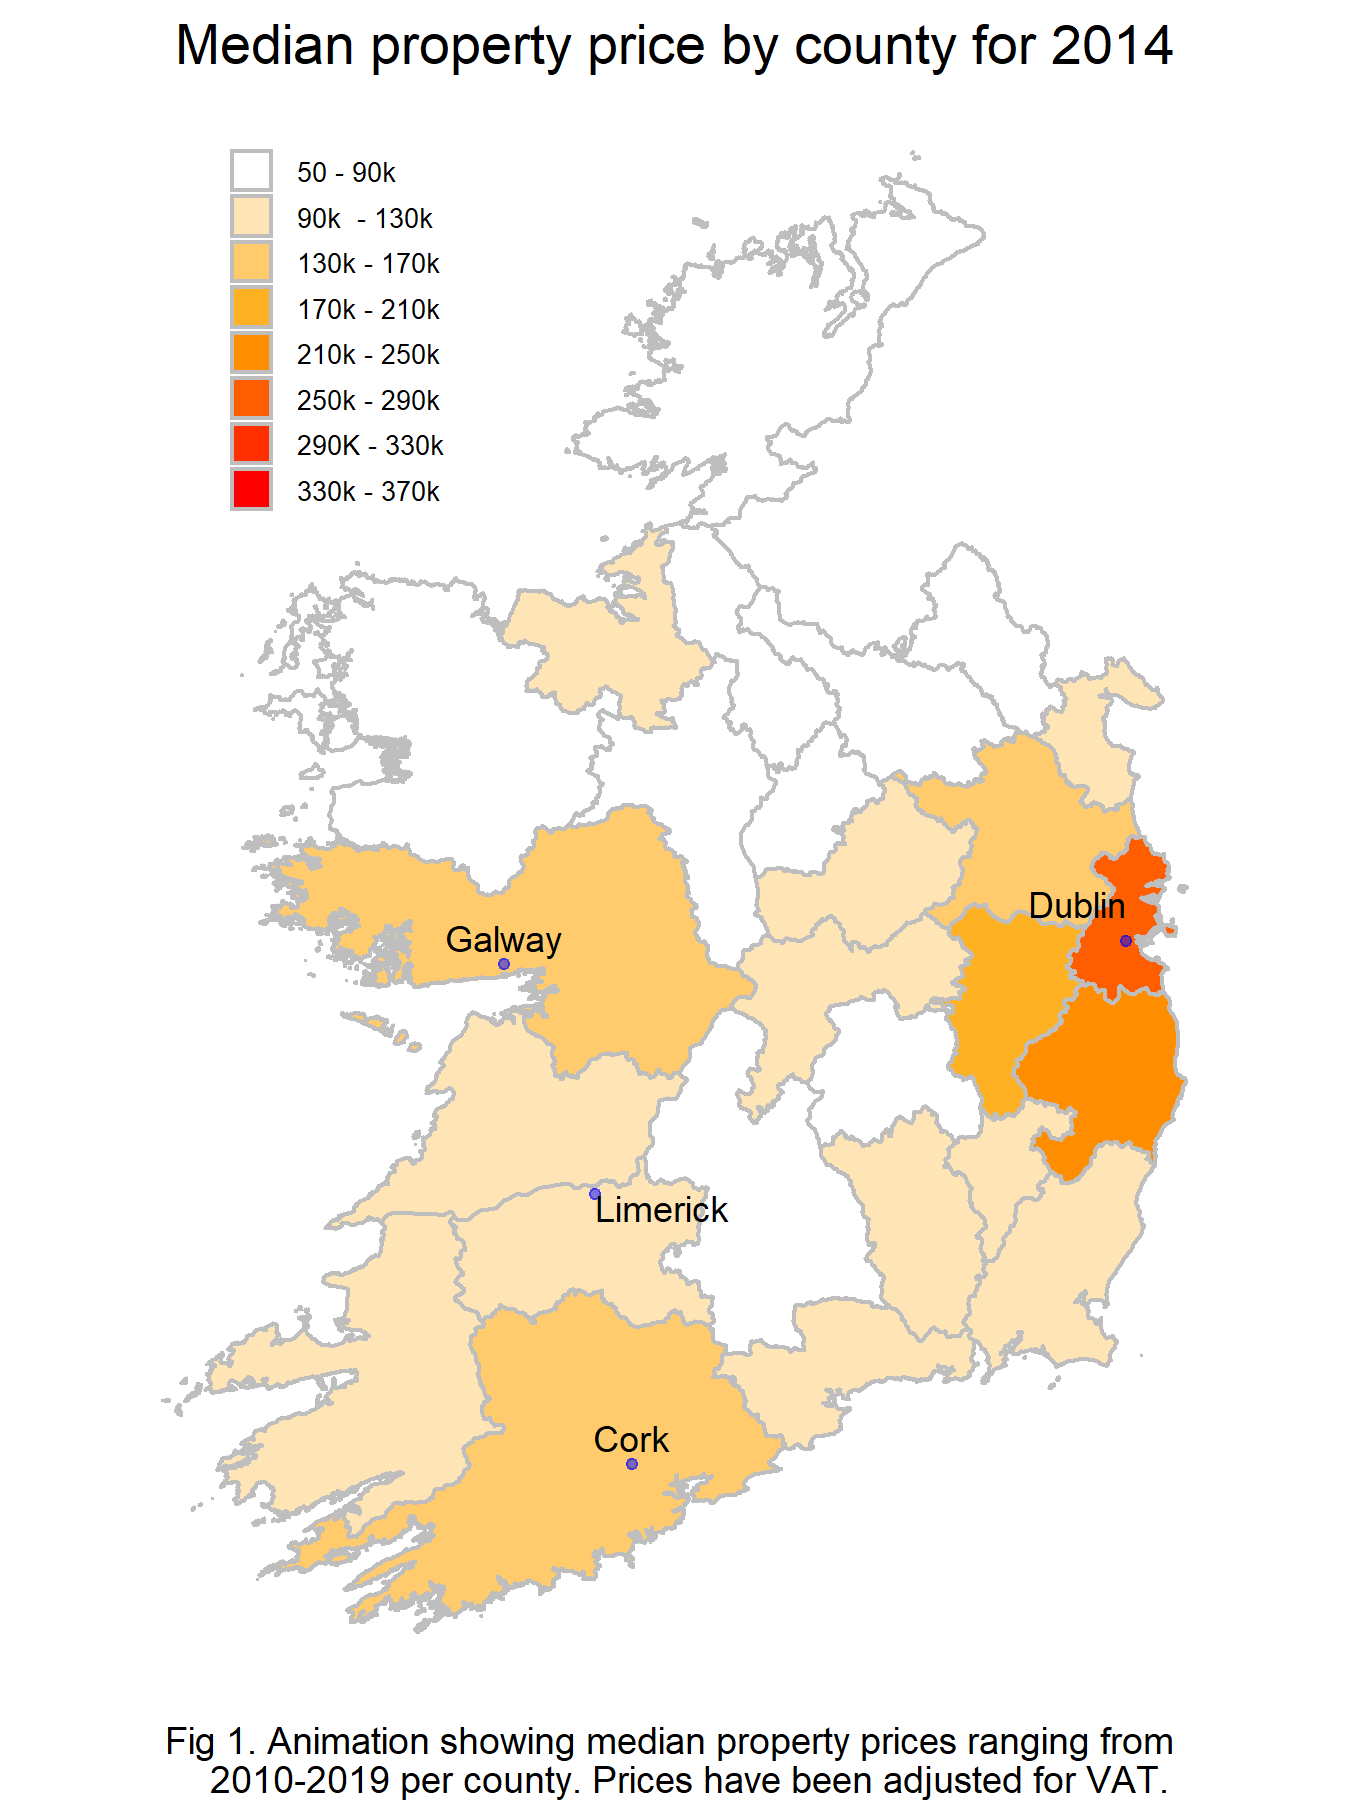 Median property price by county for 2014
50 - 90k
90k  - 130k
130k - 170k
170k - 210k
210k - 250k
250k - 290k
290K - 330k
330k - 370k
Dublin
Galway
Limerick
Cork
Fig 1. Animation showing median property prices ranging from
2010-2019 per county. Prices have been adjusted for VAT.